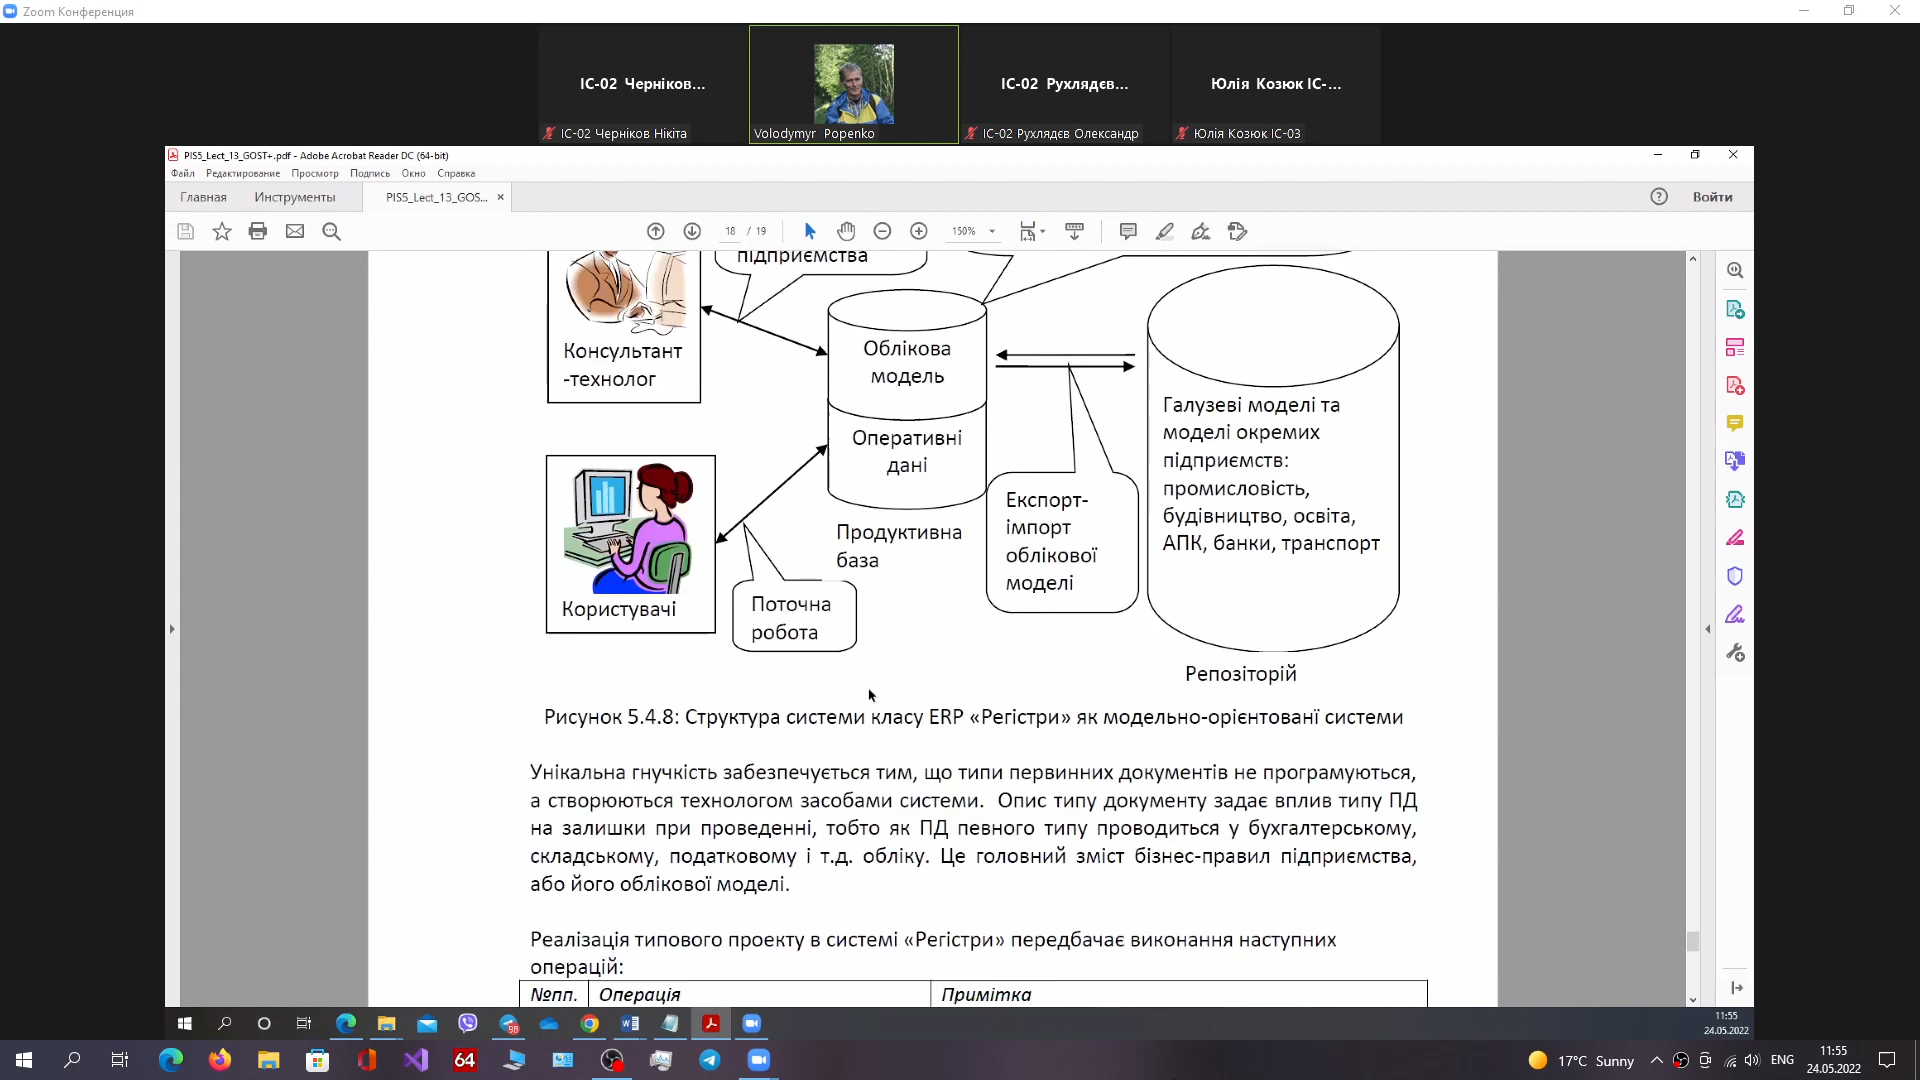 Zoom Конференция
ІС-02 Черніков...
ІС-02 Рухлядєв...
Юлія Козюк ІС-...
ІС-02 Черніков Нікіта
Volodymyr Popenko
ІС-02 Рухлядєв Олександр
Юлія Козюк ІС-03
PIS5_Lect_13_GOST+.pdf - Adobe Acrobat Reader DC (64-bit)
Файл Редактирование Просмотр Подпись Окно Справка
Главная Инструменты PIS5_Lect_13_GOS... Войти
18 / 19 150%
підприємства
Консультант
-технолог
Облікова
модель
Оперативні
дані
Продуктивна
база
Користувачі
Поточна
робота
Експорт-
імпорт
облікової
моделі
Галузеві моделі та
моделі окремих
підприємств:
промисловість,
будівництво, освіта,
АПК, банки, транспорт
Репозіторій
Рисунок 5.4.8: Структура системи класу ERP «Регістри» як модельно-орієнтованї системи
Унікальна гнучкість забезпечується тим, що типи первинних документів не програмуються,
а створюються технологом засобами системи. Опис типу документу задає вплив типу ПД
на залишки при проведенні, тобто як ПД певного типу проводиться у бухгалтерському,
складському, податковому і т.д. обліку. Це головний зміст бізнес-правил підприємства,
або його облікової моделі.
Реалізація типового проекту в системі «Регістри» передбачає виконання наступних
операцій:
№пп. Операція Примітка
98
11:55
24.05.2022
64
17°C Sunny
ENG
11:55
24.05.2022